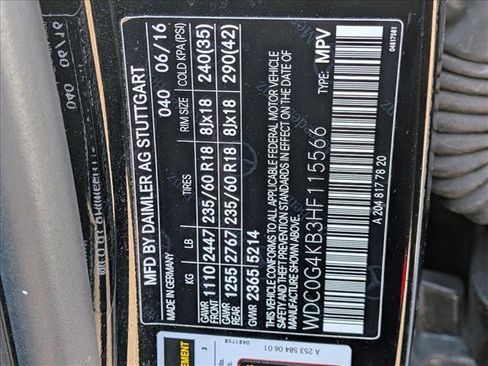 MFD BY DAIMLER AG STUTTGART
MADE IN GERMANY 040 06/16
KG LB TIRES RIM SIZE COLD KPA(PSI)
GAWR FRONT 1110 2447 235/60 R18 8Jx18 240(35)
GAWR REAR 1255 2767 235/60 R18 8Jx18 290(42)
GVWR 2365 5214
THIS VEHICLE CONFORMS TO ALL APPLICABLE FEDERAL MOTOR VEHICLE
SAFETY AND THEFT PREVENTION STANDARDS IN EFFECT ON THE DATE OF
MANUFACTURE SHOWN ABOVE.
WDC0G4KB3HF115566 TYPE: MPV
A 204 817 78 20
04817581
A 253 584 06 01
0481758
3